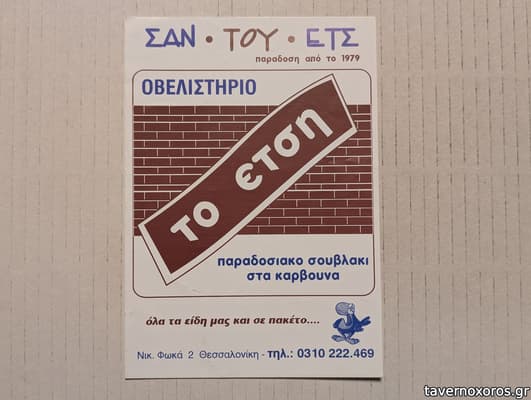 ΣΑΝ • ΤΟΥ • ΕΤΣ
παραδοση από το 1979
ΟΒΕΛΙΣΤΗΡΙΟ
το ετση
παραδοσιακο σουβλακι
στα καρβουνα
όλα τα είδη μας και σε πακέτο....
Νικ. Φωκά 2 Θεσσαλονίκη - τηλ.: 0310 222.469
tavernoxoros.gr